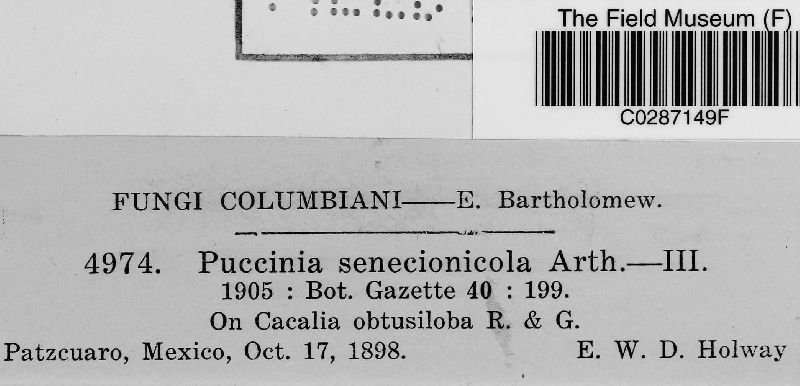 The Field Museum (F)
C0287149F
FUNGI COLUMBIANI——E. Bartholomew.
4974. Puccinia senecionicola Arth.—III.
1905 : Bot. Gazette 40 : 199.
On Cacalia obtusiloba R. & G.
Patzcuaro, Mexico, Oct. 17, 1898. E. W. D. Holway